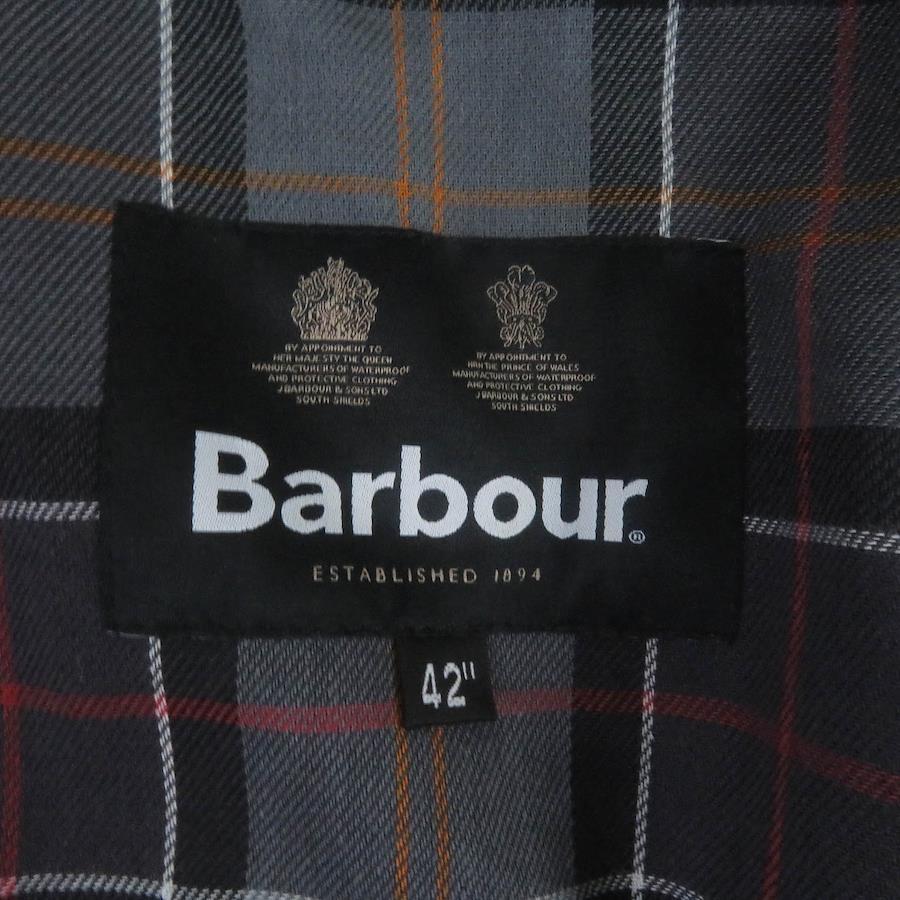 BY APPOINTMENT TO
HER MAJESTY THE QUEEN
MANUFACTURERS OF WATERPROOF
AND PROTECTIVE CLOTHING
J BARBOUR & SONS LTD
SOUTH SHIELDS
BY APPOINTMENT TO
HRH THE PRINCE OF WALES
MANUFACTURERS OF WATERPROOF
AND PROTECTIVE CLOTHING
J BARBOUR & SONS LTD
SOUTH SHIELDS
Barbour®
ESTABLISHED 1894
42"